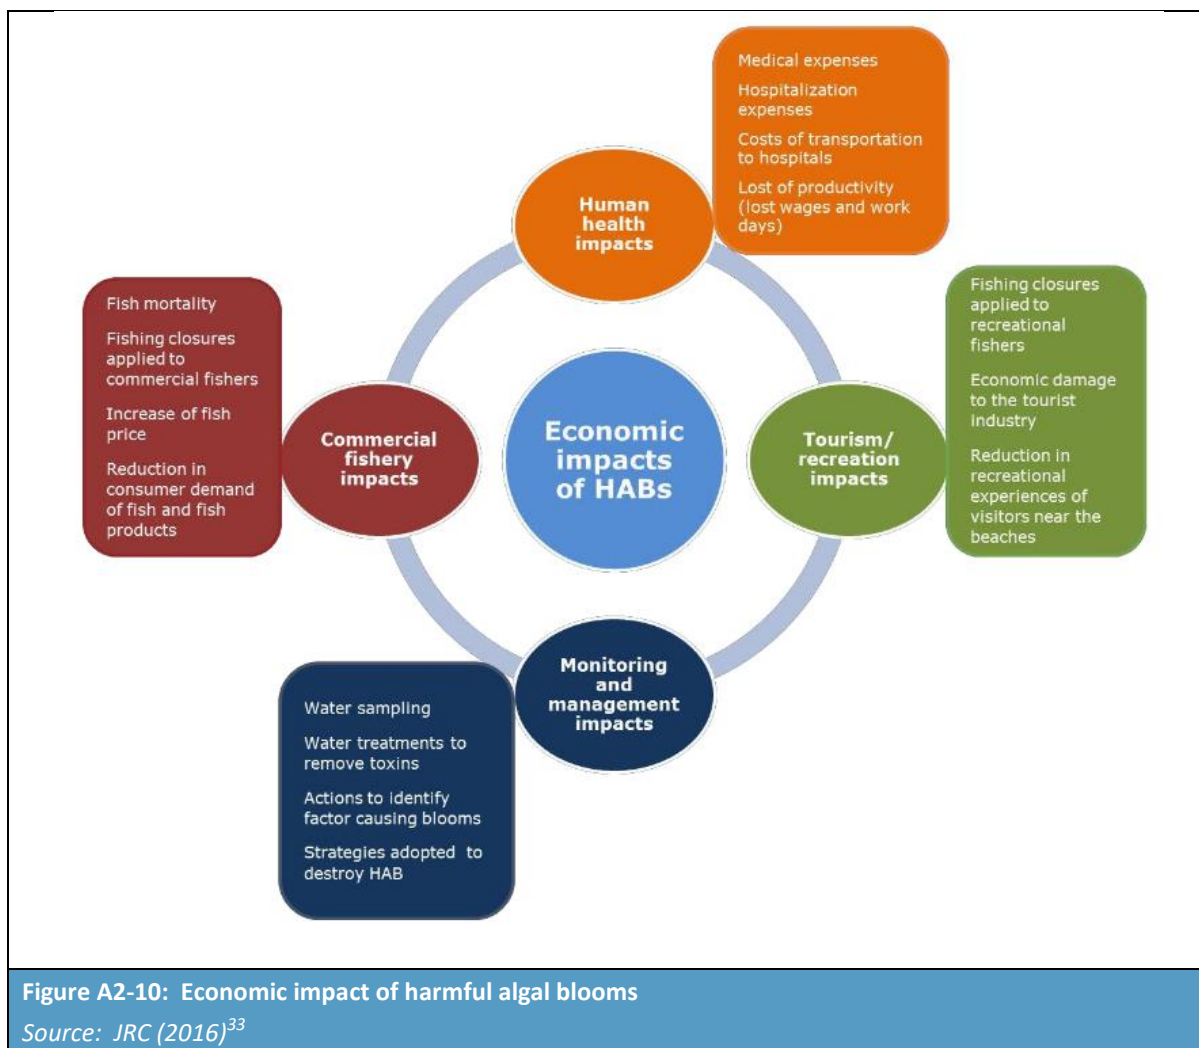 Medical expenses
Hospitalization
expenses
Costs of transportation
to hospitals
Lost of productivity
(lost wages and work
days)
Human
health
impacts
Fish mortality
Fishing closures
applied to
commercial fishers
Increase of fish
price
Reduction in
consumer demand
of fish and fish
products
Commercial
fishery
impacts
Economic
impacts
of HABs
Tourism/
recreation
impacts
Fishing closures
applied to
recreational
fishers
Economic damage
to the tourist
industry
Reduction in
recreational
experiences of
visitors near the
beaches
Monitoring
and
management
impacts
Water sampling
Water treatments to
remove toxins
Actions to identify
factor causing blooms
Strategies adopted to
destroy HAB
Figure A2-10: Economic impact of harmful algal blooms
Source: JRC (2016)33